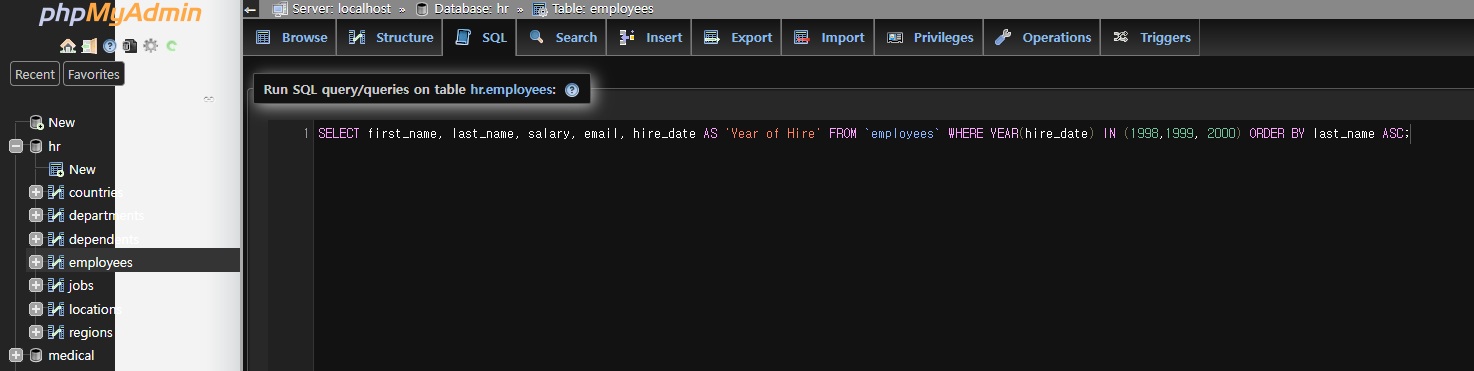 phpMyAdmin
Recent Favorites
New
hr
New
countries
departments
dependents
employees
jobs
locations
regions
medical
Server: localhost » Database: hr » Table: employees
Browse Structure SQL Search Insert Export Import Privileges Operations Triggers
Run SQL query/queries on table hr.employees:
1 SELECT first_name, last_name, salary, email, hire_date AS 'Year of Hire' FROM `employees` WHERE YEAR(hire_date) IN (1998,1999, 2000) ORDER BY last_name ASC;